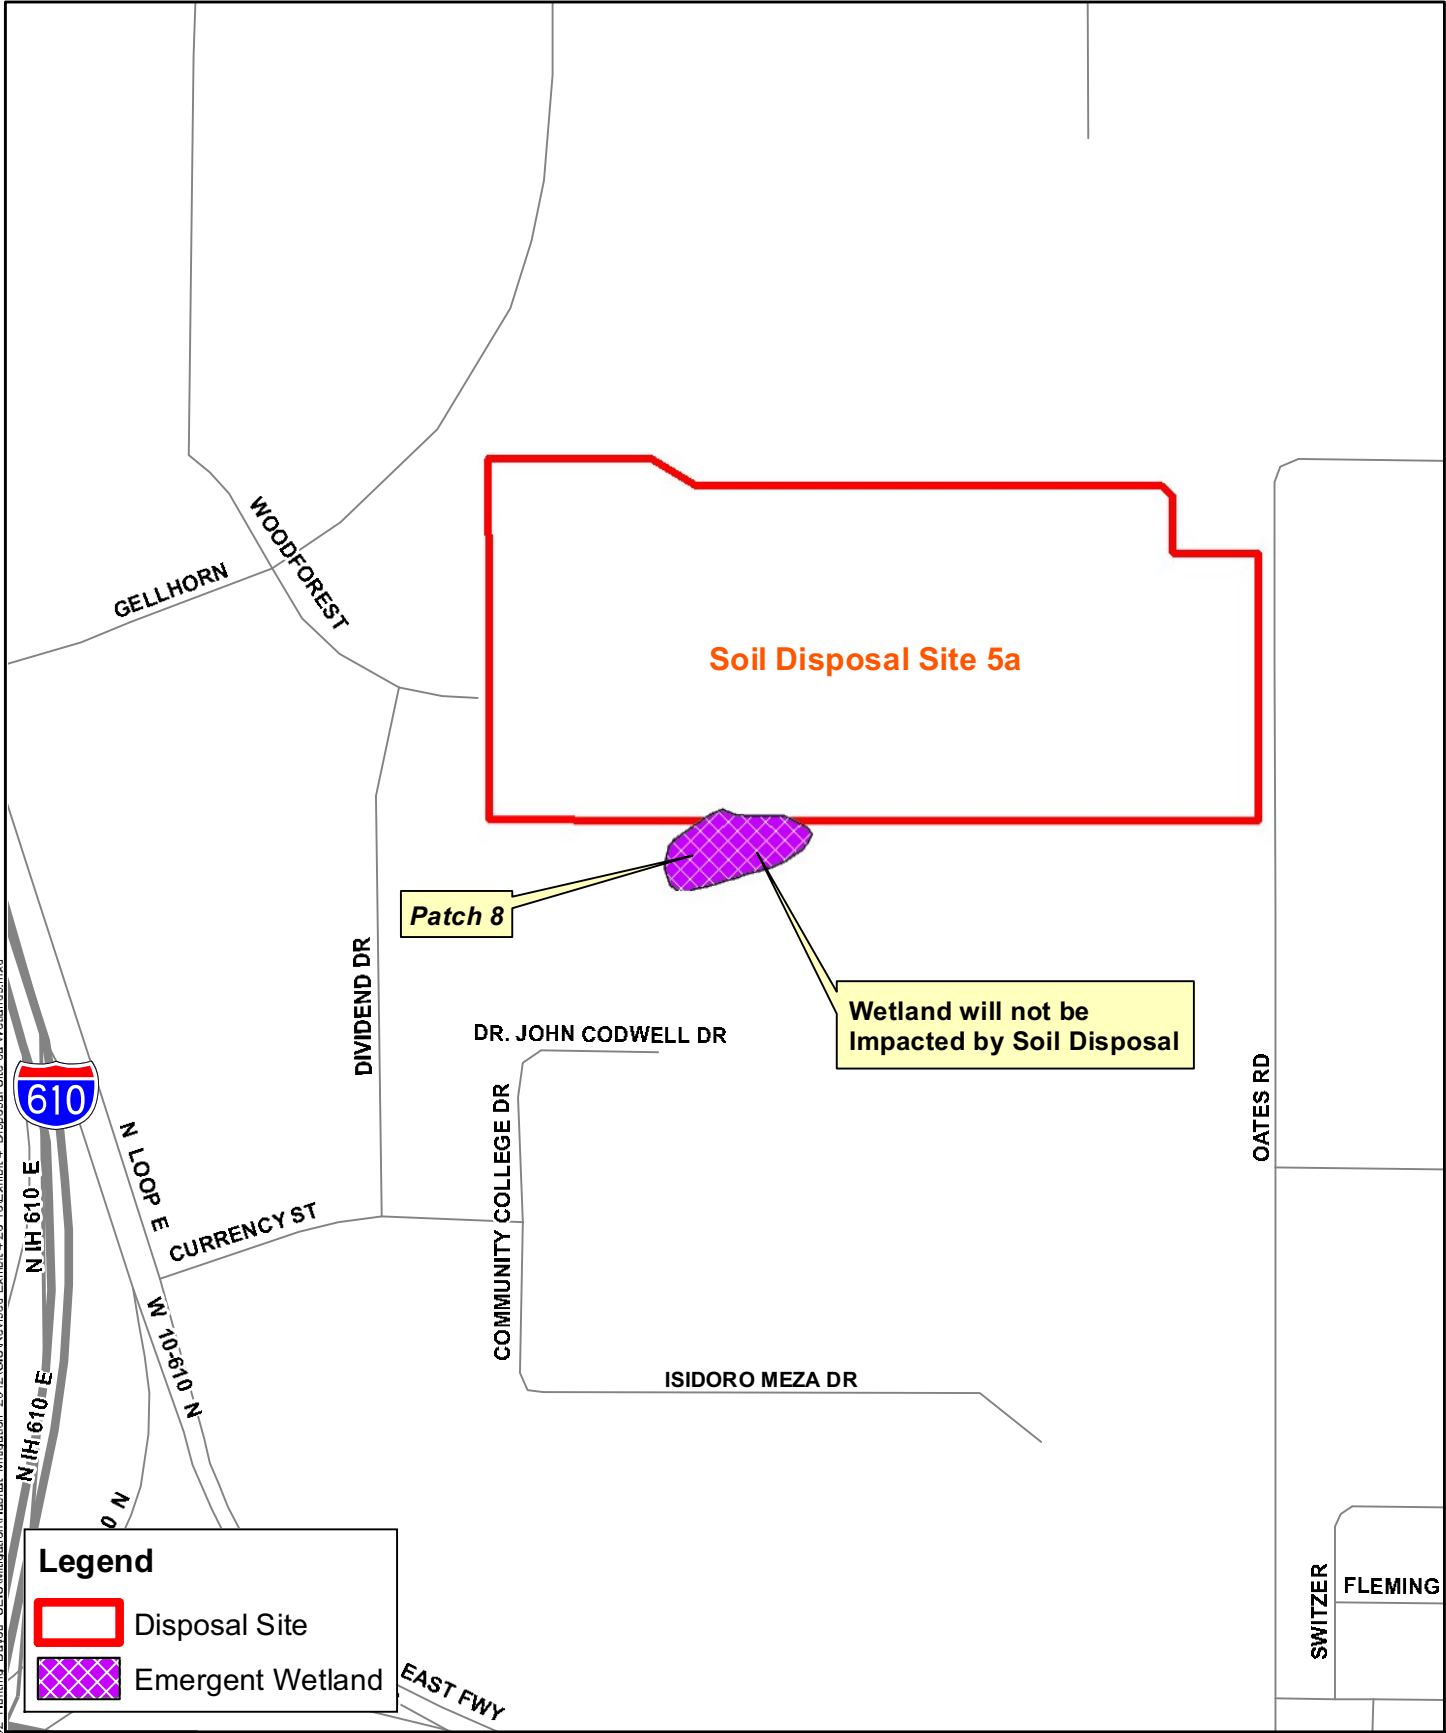 WOODFOREST
GELLHORN
Soil Disposal Site 5a
Patch 8
Wetland will not be
Impacted by Soil Disposal
DIVIDEND DR
DR. JOHN CODWELL DR
COMMUNITY COLLEGE DR
OATES RD
610
N LOOP E
N IH 610 E
CURRENCY ST
W 10-610 N
ISIDORO MEZA DR
N IH 610 E
0 N
Legend
Disposal Site
Emergent Wetland
EAST FWY
SWITZER
FLEMING